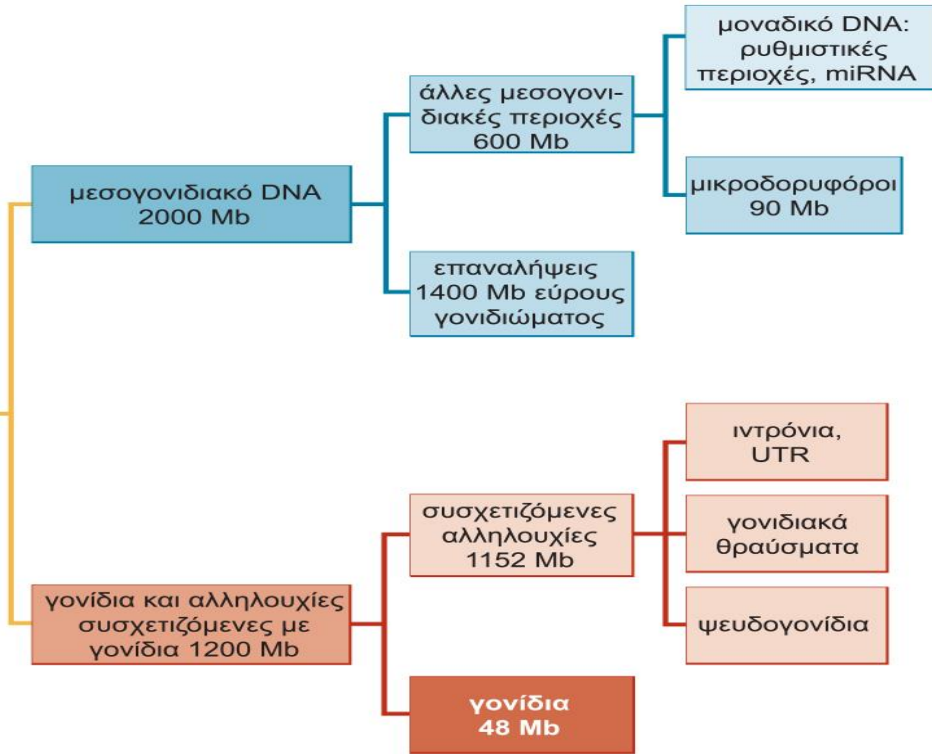 μοναδικό DNA:
ρυθμιστικές
περιοχές, miRNA
άλλες μεσογονι-
διακές περιοχές
600 Mb
μεσογονιδιακό DNA
2000 Mb
μικροδορυφόροι
90 Mb
επαναλήψεις
1400 Mb εύρους
γονιδιώματος
ιντρόνια,
UTR
συσχετιζόμενες
αλληλουχίες
1152 Mb
γονιδιακά
θραύσματα
γονίδια και αλληλουχίες
συσχετιζόμενες με
γονίδια 1200 Mb
ψευδογονίδια
γονίδια
48 Mb